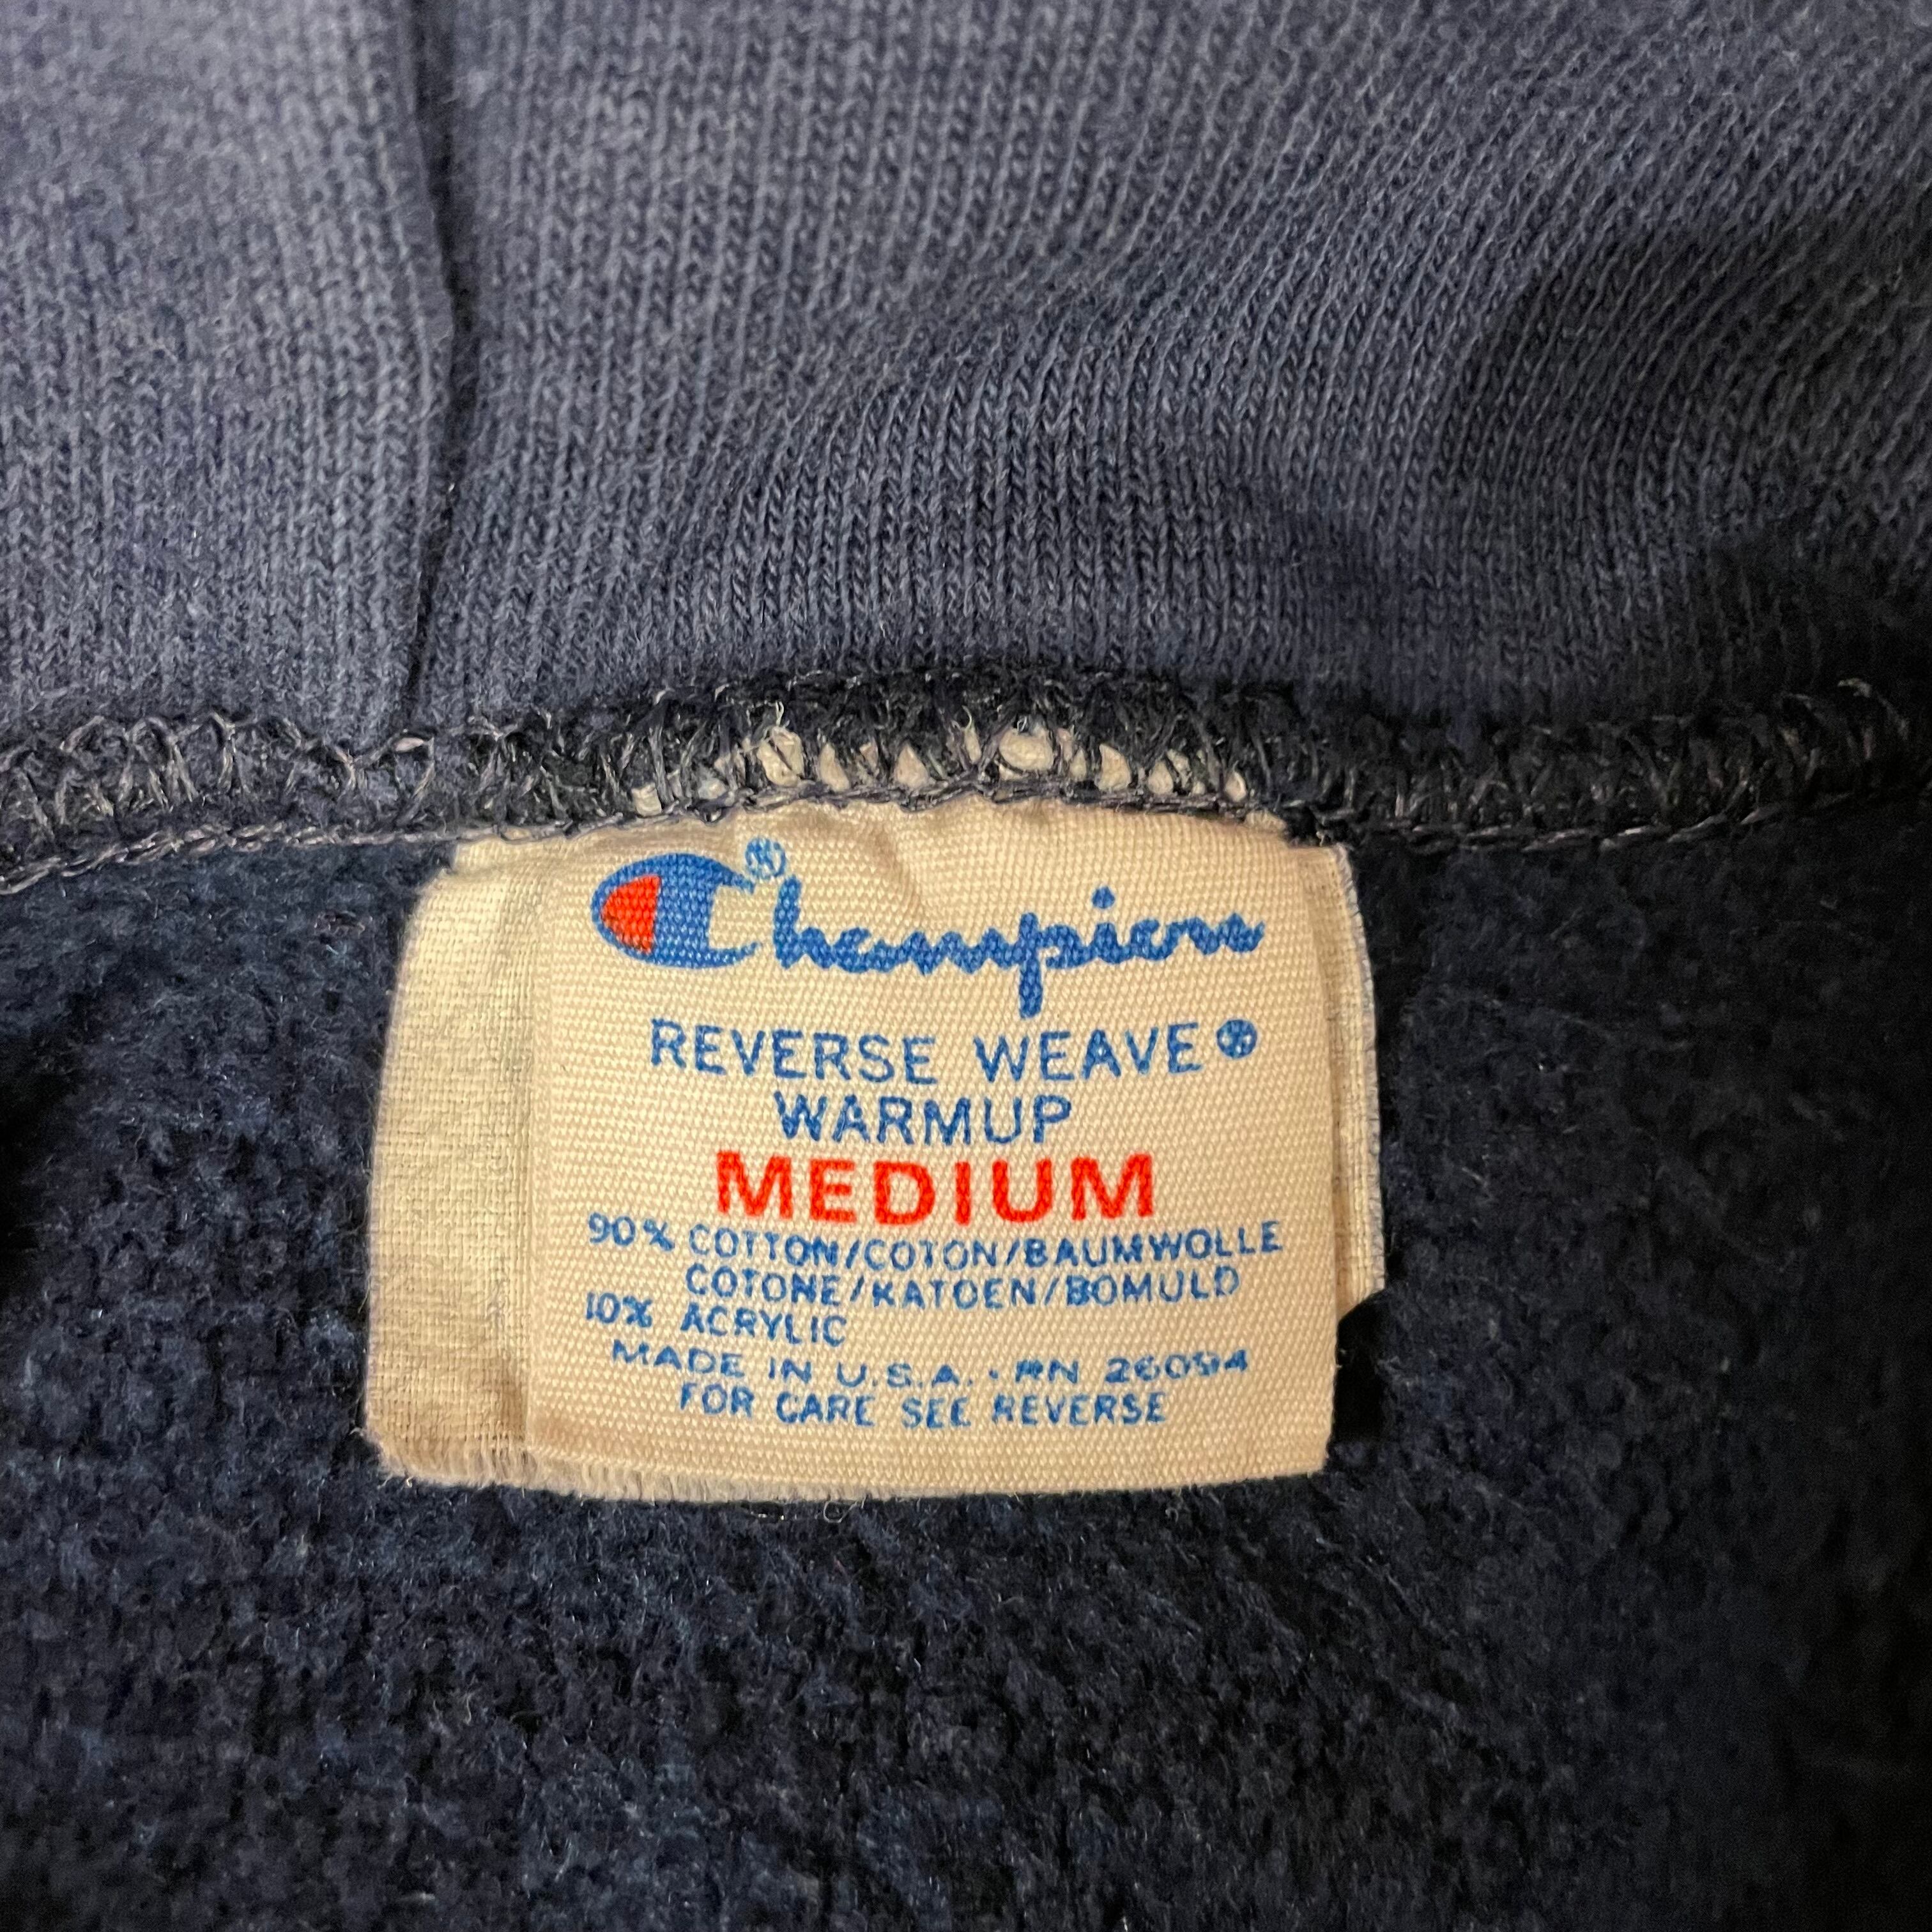 Champion®
REVERSE WEAVE®
WARMUP
MEDIUM
90% COTTON/COTON/BAUMWOLLE
COTONE/KATOEN/BOMULD
10% ACRYLIC
MADE IN U.S.A. · RN 26094
FOR CARE SEE REVERSE